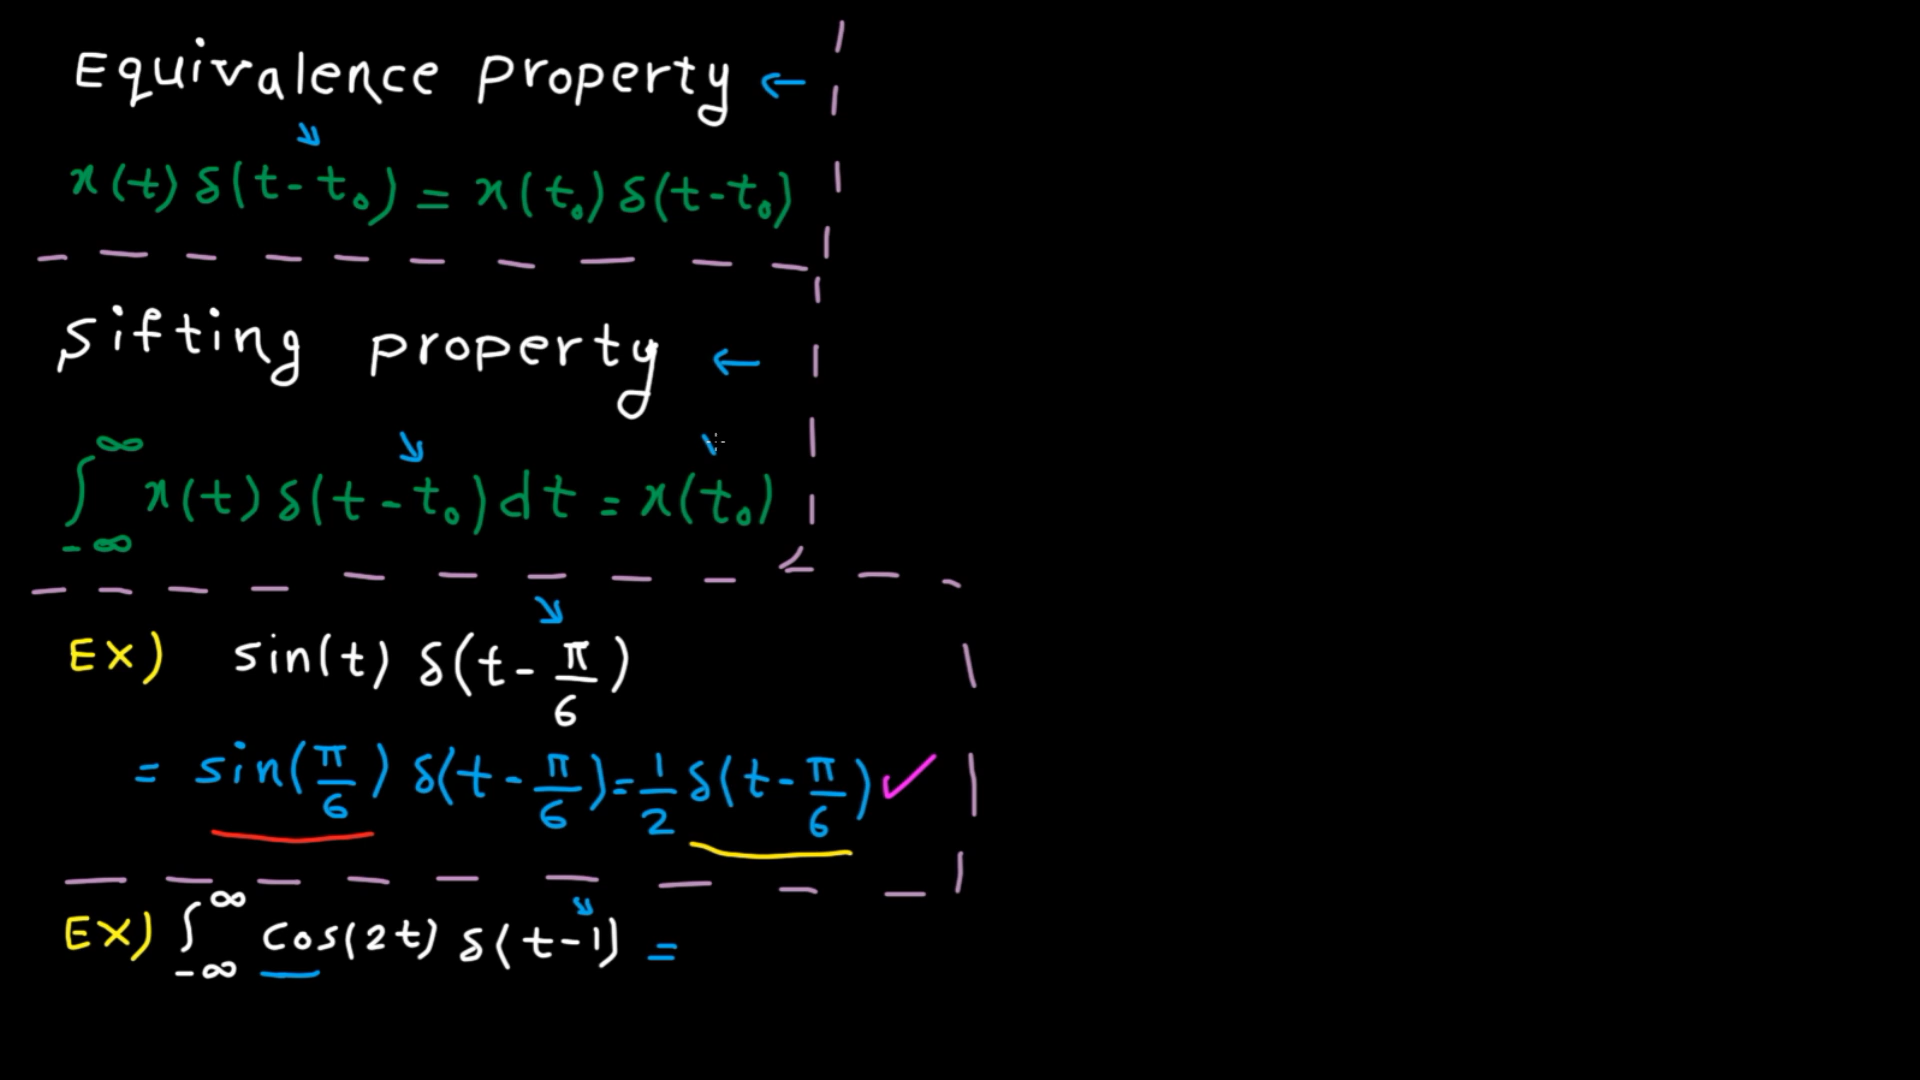 Equivalence property ←
x(t) δ(t - t₀) = x(t₀) δ(t - t₀)
Sifting property ←
∫_{-∞}^{∞} x(t) δ(t - t₀) dt = x(t₀)
EX) sin(t) δ(t - π/6)
= sin(π/6) δ(t - π/6) = 1/2 δ(t - π/6) ✓
EX) ∫_{-∞}^{∞} cos(2t) δ(t - 1) =